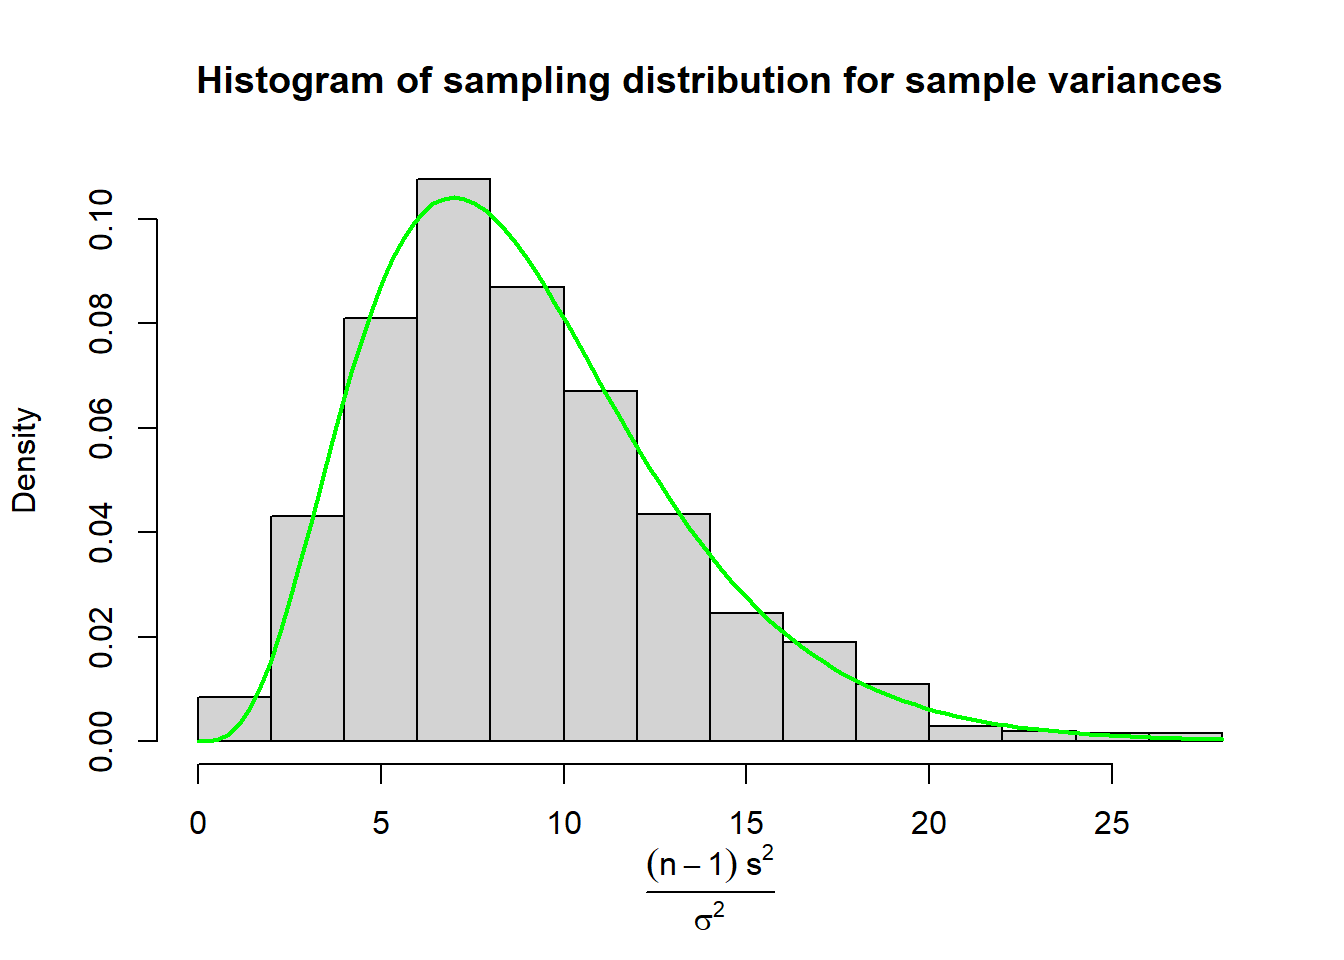 Histogram of sampling distribution for sample variances
Density
0.10
0.08
0.06
0.04
0.02
0.00
0 5 10 15 20 25
(n − 1) s²
σ²